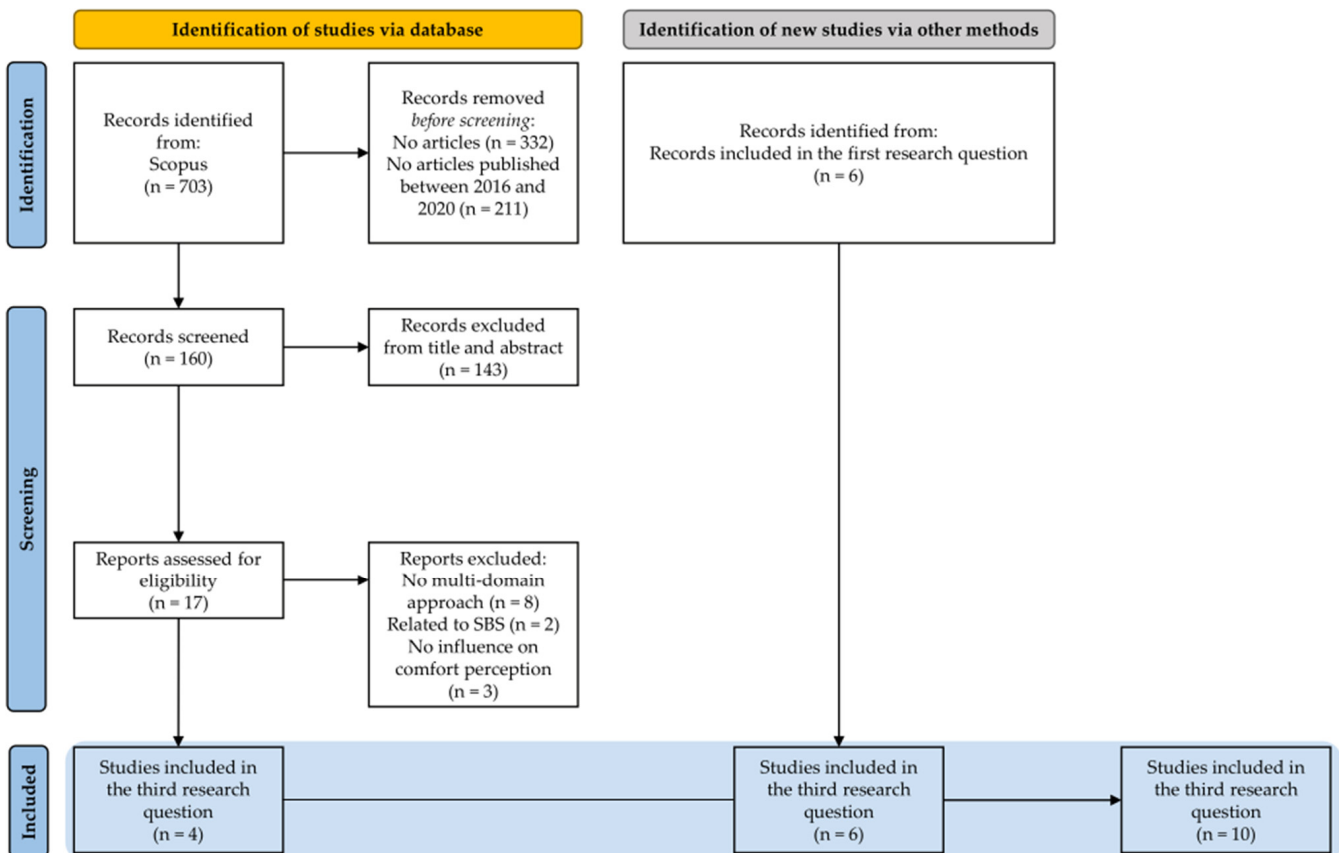 Identification of studies via database
Identification of new studies via other methods
Identification
Records identified
from:
Scopus
(n = 703)
Records removed
before screening:
No articles (n = 332)
No articles published
between 2016 and
2020 (n = 211)
Records identified from:
Records included in the first research question
(n = 6)
Screening
Records screened
(n = 160)
Records excluded
from title and abstract
(n = 143)
Reports assessed for
eligibility
(n = 17)
Reports excluded:
No multi-domain
approach (n = 8)
Related to SBS (n = 2)
No influence on
comfort perception
(n = 3)
Included
Studies included in
the third research
question
(n = 4)
Studies included in
the third research
question
(n = 6)
Studies included in
the third research
question
(n = 10)